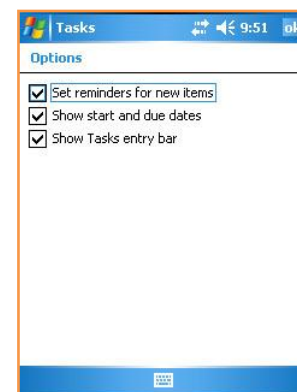 Tasks 9:51 ok
Options
Set reminders for new items
Show start and due dates
Show Tasks entry bar